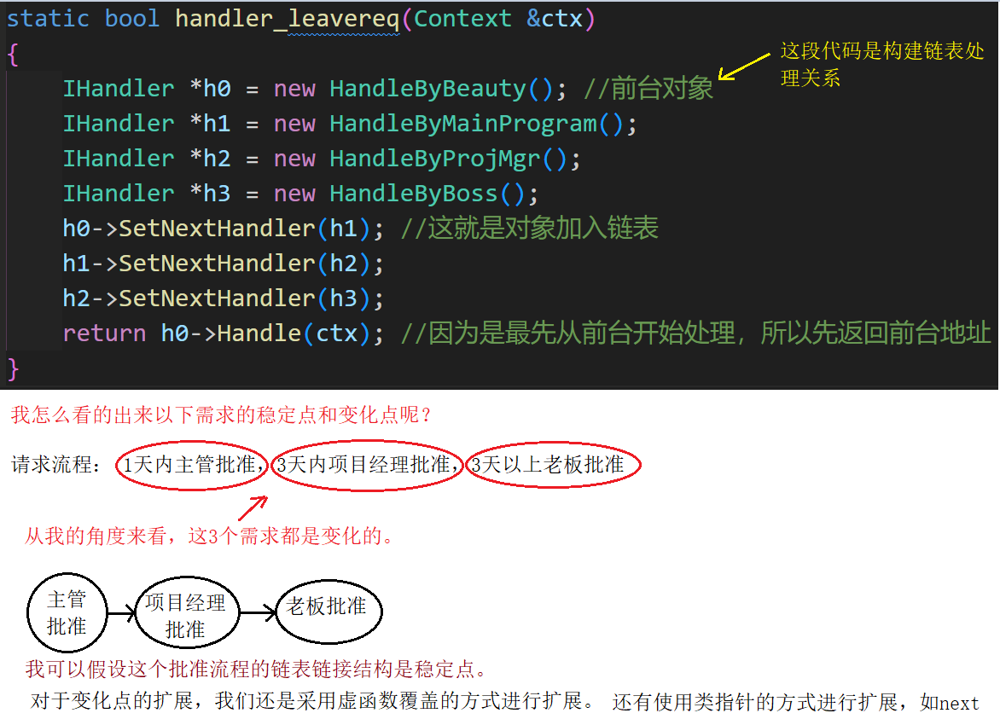 static bool handler_leavereq(Context &ctx)
{
这段代码是构建链表处
理关系
IHandler *h0 = new HandleByBeauty(); //前台对象
IHandler *h1 = new HandleByMainProgram();
IHandler *h2 = new HandleByProjMgr();
IHandler *h3 = new HandleByBoss();
h0->SetNextHandler(h1); //这就是对象加入链表
h1->SetNextHandler(h2);
h2->SetNextHandler(h3);
return h0->Handle(ctx); //因为是最先从前台开始处理，所以先返回前台地址
}
我怎么看的出来以下需求的稳定点和变化点呢?
请求流程： 1天内主管批准，3天内项目经理批准，3天以上老板批准
从我的角度来看，这3个需求都是变化的。
主管
批准
项目经理
批准
老板批准
我可以假设这个批准流程的链表链接结构是稳定点。
对于变化点的扩展，我们还是采用虚函数覆盖的方式进行扩展。 还有使用类指针的方式进行扩展，如next